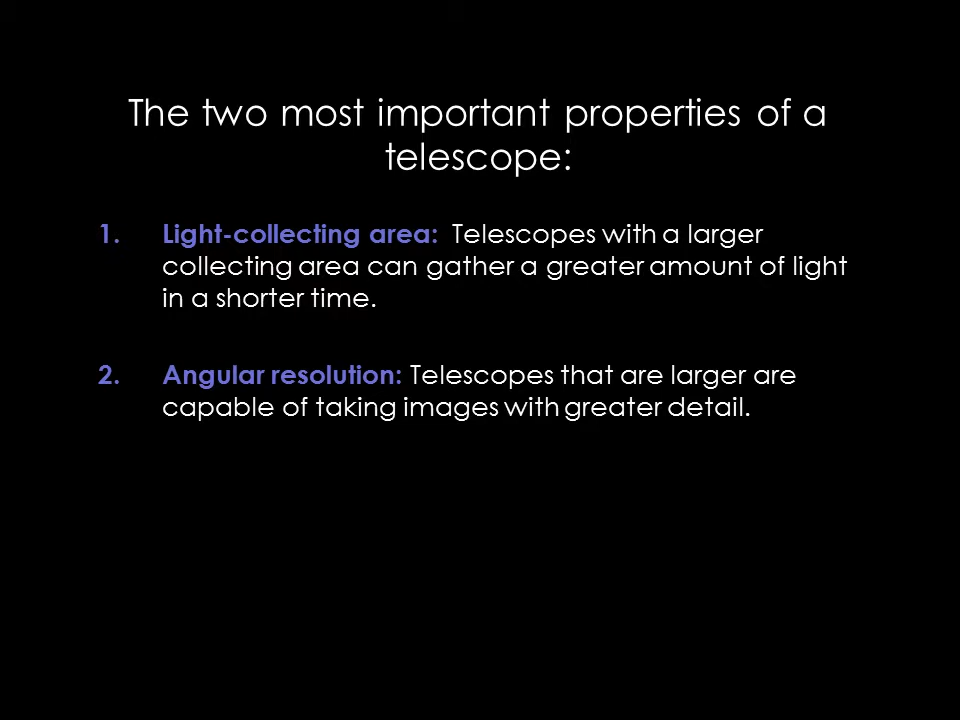 The two most important properties of a
telescope:
1. Light-collecting area: Telescopes with a larger
collecting area can gather a greater amount of light
in a shorter time.
2. Angular resolution: Telescopes that are larger are
capable of taking images with greater detail.